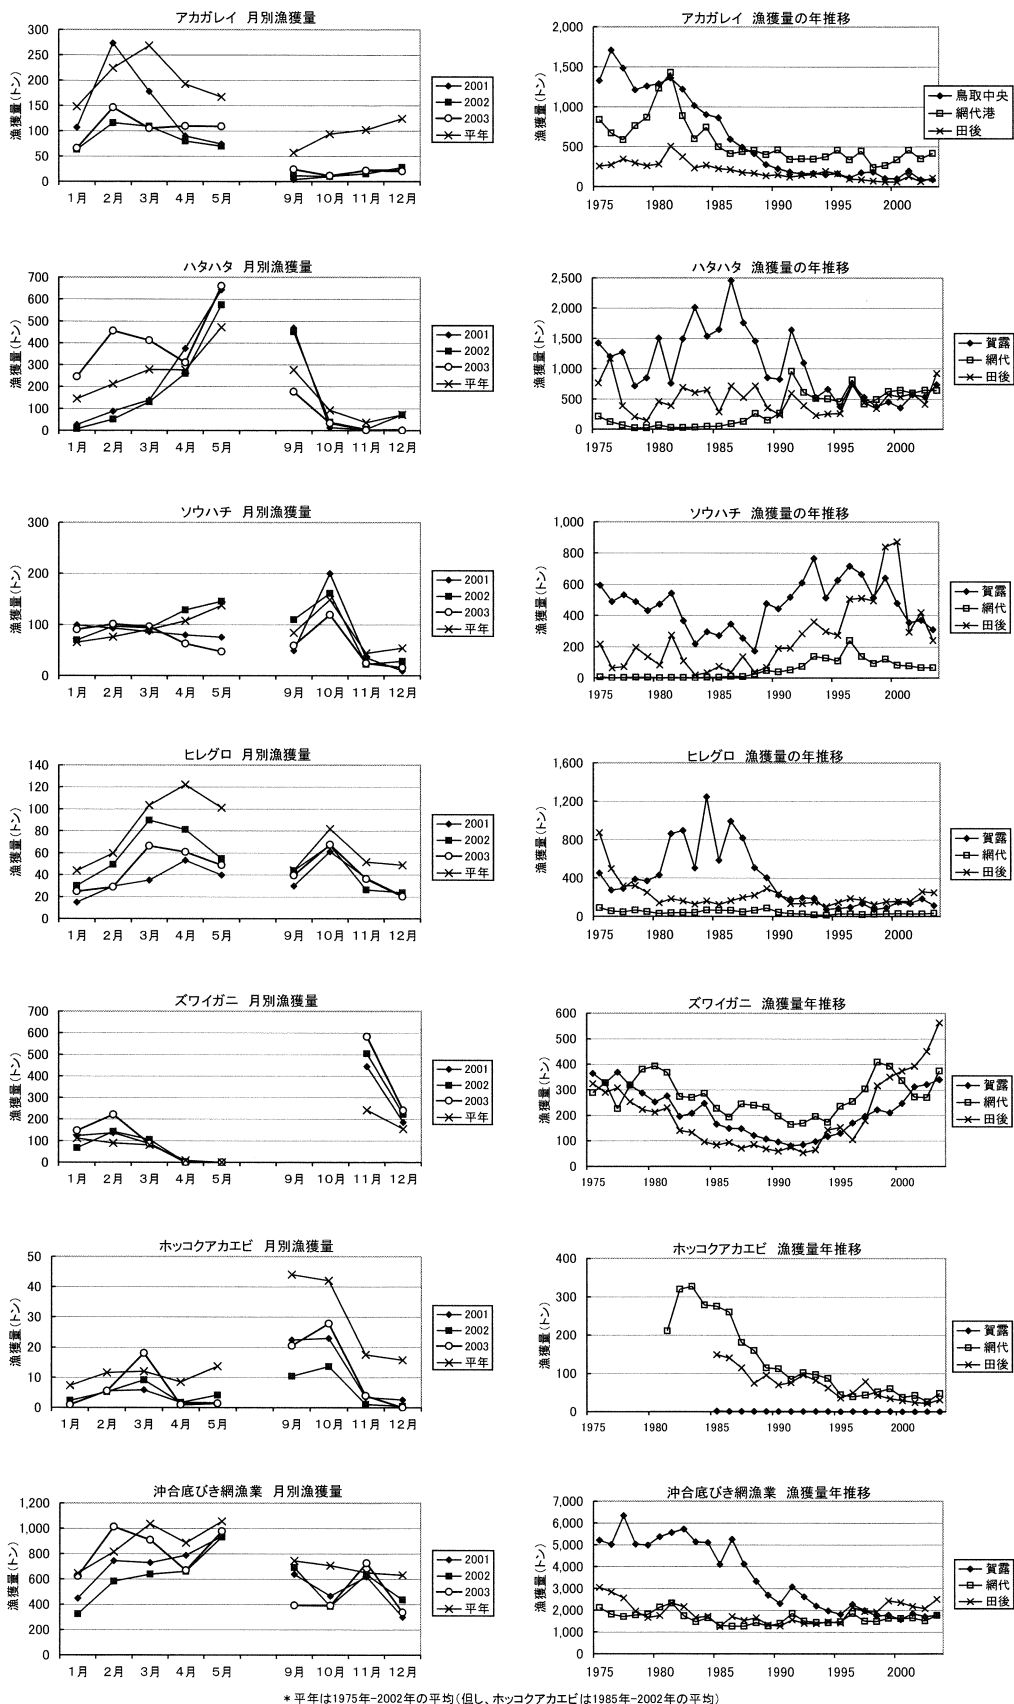 アカガレイ 月別漁獲量
漁獲量(トン)
300
250
200
150
100
50
0
1月 2月 3月 4月 5月 9月 10月 11月 12月
2001
2002
2003
平年
アカガレイ 漁獲量の年推移
漁獲量(トン)
2,000
1,500
1,000
500
0
1975 1980 1985 1990 1995 2000
鳥取中央
網代港
田後
ハタハタ 月別漁獲量
漁獲量(トン)
700
600
500
400
300
200
100
0
1月 2月 3月 4月 5月 9月 10月 11月 12月
2001
2002
2003
平年
ハタハタ 漁獲量の年推移
漁獲量(トン)
2,500
2,000
1,500
1,000
500
0
1975 1980 1985 1990 1995 2000
賀露
網代
田後
ソウハチ 月別漁獲量
漁獲量(トン)
300
200
100
0
1月 2月 3月 4月 5月 9月 10月 11月 12月
2001
2002
2003
平年
ソウハチ 漁獲量の年推移
漁獲量(トン)
1,000
800
600
400
200
0
1975 1980 1985 1990 1995 2000
賀露
網代
田後
ヒレグロ 月別漁獲量
漁獲量(トン)
140
120
100
80
60
40
20
0
1月 2月 3月 4月 5月 9月 10月 11月 12月
2001
2002
2003
平年
ヒレグロ 漁獲量の年推移
漁獲量(トン)
1,600
1,200
800
400
0
1975 1980 1985 1990 1995 2000
賀露
網代
田後
ズワイガニ 月別漁獲量
漁獲量(トン)
700
600
500
400
300
200
100
0
1月 2月 3月 4月 5月 9月 10月 11月 12月
2001
2002
2003
平年
ズワイガニ 漁獲量年推移
漁獲量(トン)
600
500
400
300
200
100
0
1975 1980 1985 1990 1995 2000
賀露
網代
田後
ホッコクアカエビ 月別漁獲量
漁獲量(トン)
50
40
30
20
10
0
1月 2月 3月 4月 5月 9月 10月 11月 12月
2001
2002
2003
平年
ホッコクアカエビ 漁獲量年推移
漁獲量(トン)
400
300
200
100
0
1975 1980 1985 1990 1995 2000
賀露
網代
田後
沖合底びき網漁業 月別漁獲量
漁獲量(トン)
1,200
1,000
800
600
400
200
0
1月 2月 3月 4月 5月 9月 10月 11月 12月
2001
2002
2003
平年
沖合底びき網漁業 漁獲量年推移
漁獲量(トン)
7,000
6,000
5,000
4,000
3,000
2,000
1,000
0
1975 1980 1985 1990 1995 2000
賀露
網代
田後
*平年は1975年-2002年の平均(但し、ホッコクアカエビは1985年-2002年の平均)